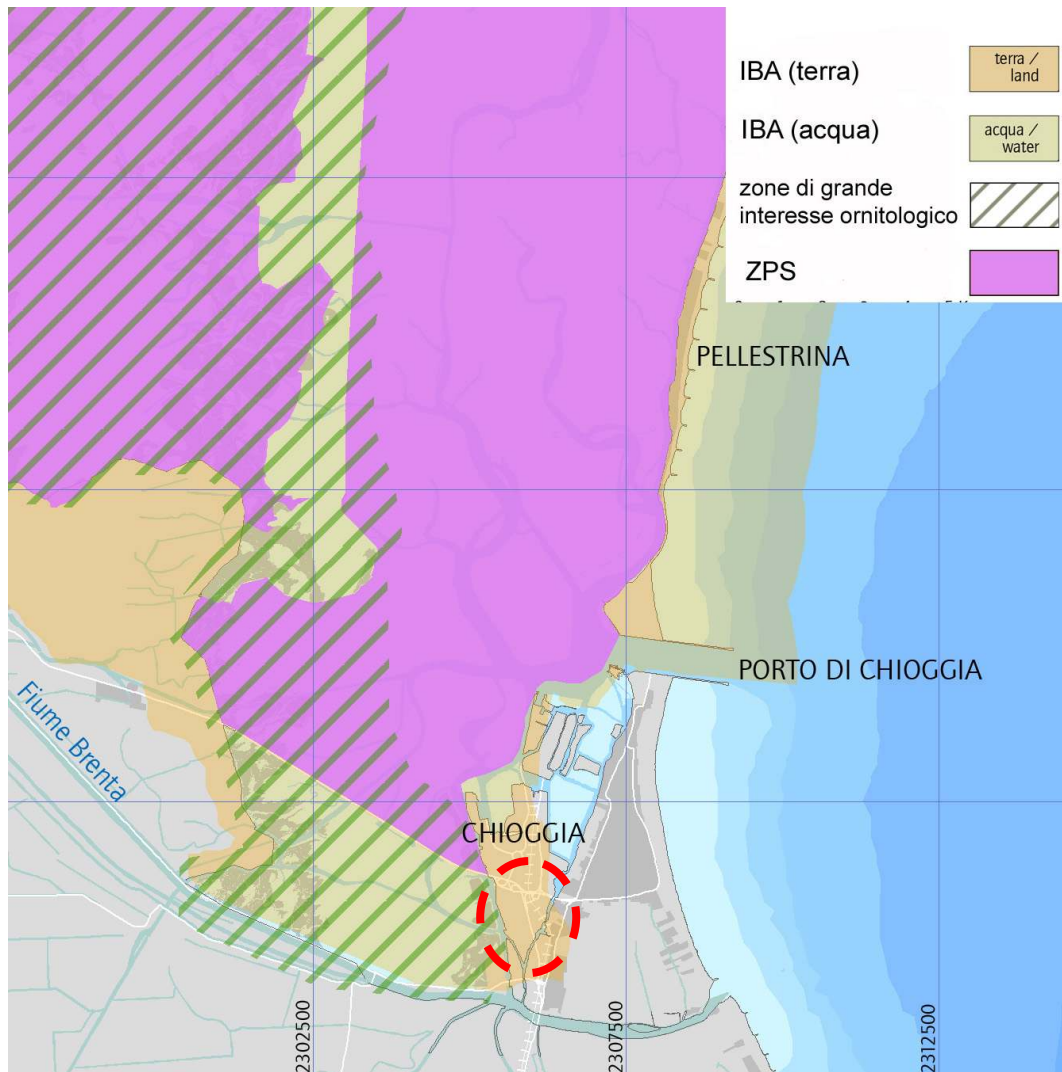 IBA (terra)
terra /
land
IBA (acqua)
acqua /
water
zone di grande
interesse ornitologico
ZPS
PELLESTRINA
PORTO DI CHIOGGIA
Fiume Brenta
CHIOGGIA
2302500
2307500
2312500